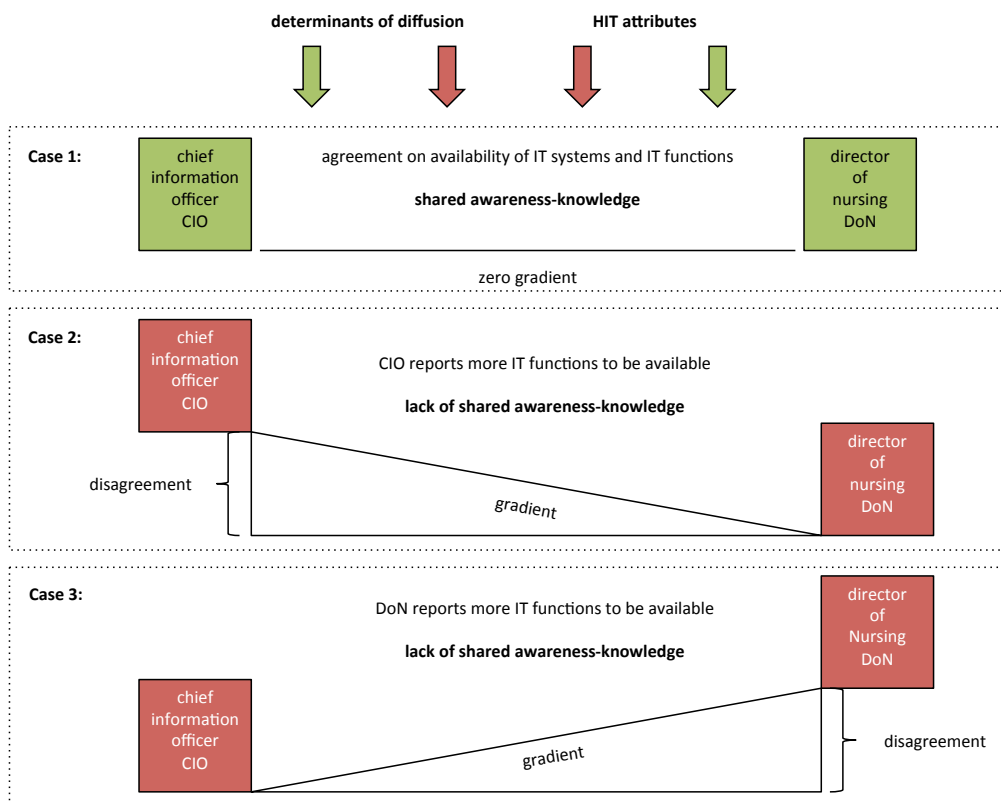 determinants of diffusion
HIT attributes
Case 1:
chief
information
officer
CIO
agreement on availability of IT systems and IT functions
shared awareness-knowledge
director
of
nursing
DoN
zero gradient
Case 2:
chief
information
officer
CIO
CIO reports more IT functions to be available
lack of shared awareness-knowledge
director
of
nursing
DoN
disagreement
gradient
Case 3:
DoN reports more IT functions to be available
lack of shared awareness-knowledge
director
of
Nursing
DoN
chief
information
officer
CIO
gradient
disagreement